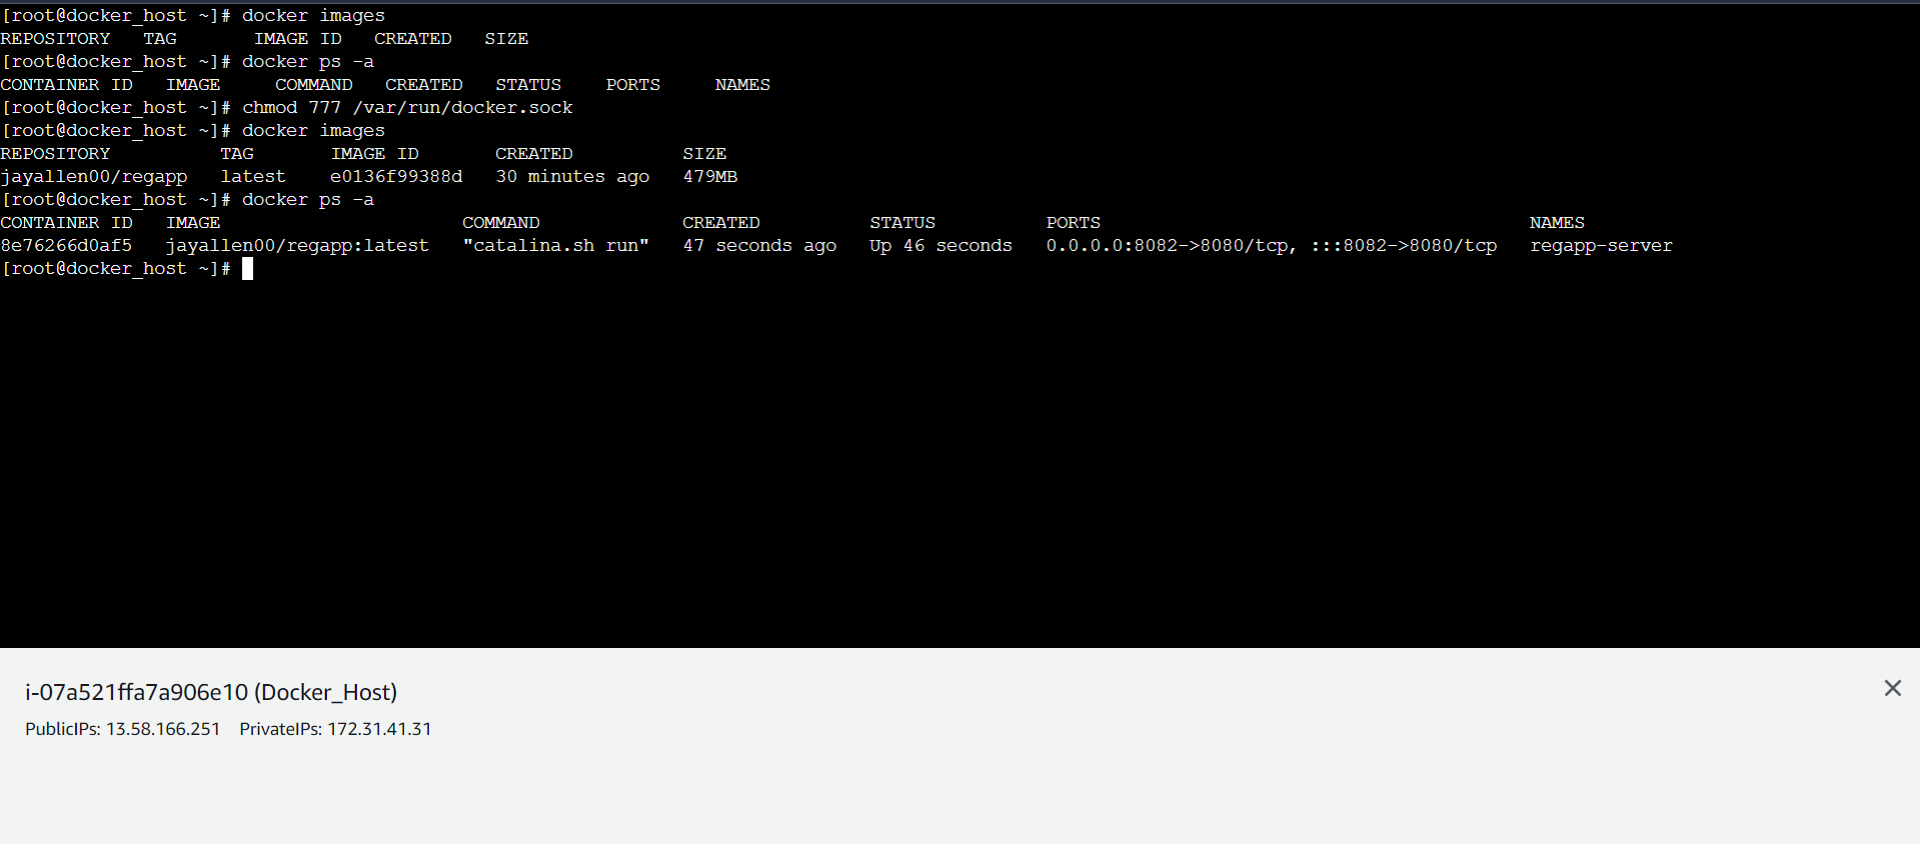 [root@docker_host ~]# docker images
REPOSITORY   TAG       IMAGE ID   CREATED   SIZE
[root@docker_host ~]# docker ps -a
CONTAINER ID   IMAGE     COMMAND   CREATED   STATUS    PORTS     NAMES
[root@docker_host ~]# chmod 777 /var/run/docker.sock
[root@docker_host ~]# docker images
REPOSITORY          TAG       IMAGE ID       CREATED          SIZE
jayallen00/regapp   latest    e0136f99388d   30 minutes ago   479MB
[root@docker_host ~]# docker ps -a
CONTAINER ID   IMAGE                      COMMAND             CREATED          STATUS          PORTS                                       NAMES
8e76266d0af5   jayallen00/regapp:latest   "catalina.sh run"   47 seconds ago   Up 46 seconds   0.0.0.0:8082->8080/tcp, :::8082->8080/tcp   regapp-server
[root@docker_host ~]#
i-07a521ffa7a906e10 (Docker_Host)
PublicIPs: 13.58.166.251    PrivateIPs: 172.31.41.31